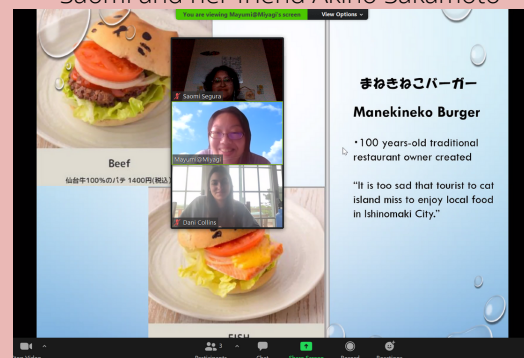 Saomi and her friend Akiho Sakamoto
You are viewing Mayumi@Miyagi's screen
View Options
Saomi Segura
Mayumi@Miyagi
Dani Collins
Beef
仙台牛100%のパテ 1400円(税込)
FISH
まねきねこバーガー
Manekineko Burger
•100 years-old traditional
restaurant owner created
"It is too sad that tourist to cat
island miss to enjoy local food
in Ishinomaki City."
Video
3
Participants
Chat
Share Screen
Record
Reactions